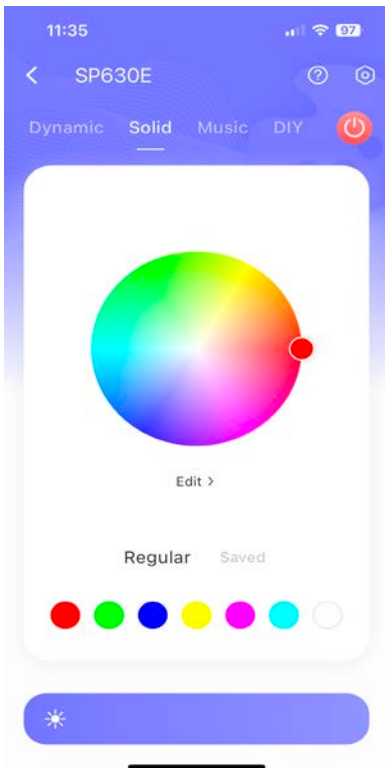 11:35
97
SP630E
Dynamic Solid Music DIY
Edit >
Regular Saved